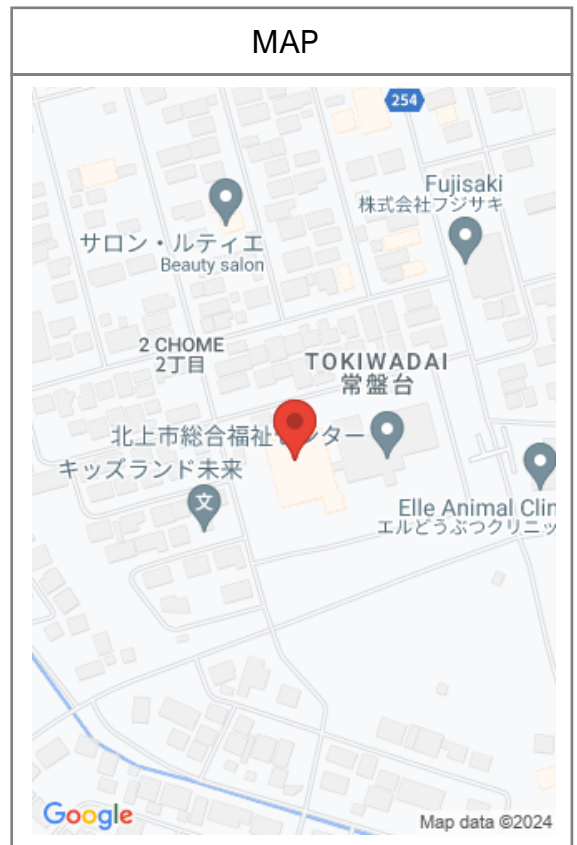 MAP
254
Fujisaki
株式会社フジサキ
サロン・ルティエ
Beauty salon
2 CHOME
2丁目
TOKIWADAI
常盤台
北上市総合福祉センター
キッズランド未来
文
Elle Animal Clin
エルどうぶつクリニッ
Google
Map data ©2024